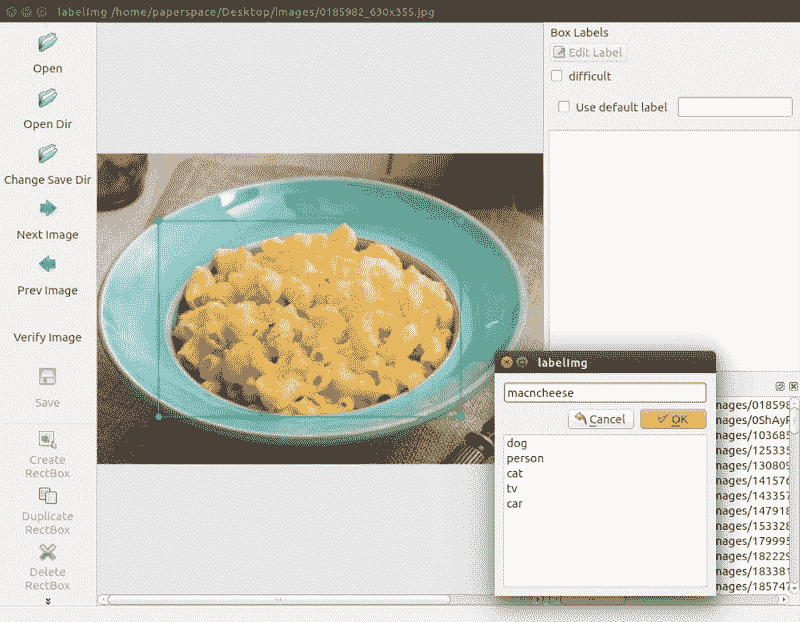 labelImg /home/paperspace/Desktop/images/0185982_630x355.jpg
Open
Open Dir
Change Save Dir
Next Image
Prev Image
Verify Image
Save
Create
RectBox
Duplicate
RectBox
Delete
RectBox
Box Labels
Edit Label
difficult
Use default label
labelImg
macncheese
Cancel
OK
dog
person
cat
tv
car
mages/018598
mages/0ShAyF
mages/103685
mages/125335
mages/130809
mages/141576
mages/143357
mages/147918
mages/153328
mages/179995
mages/182229
mages/183381
mages/185747